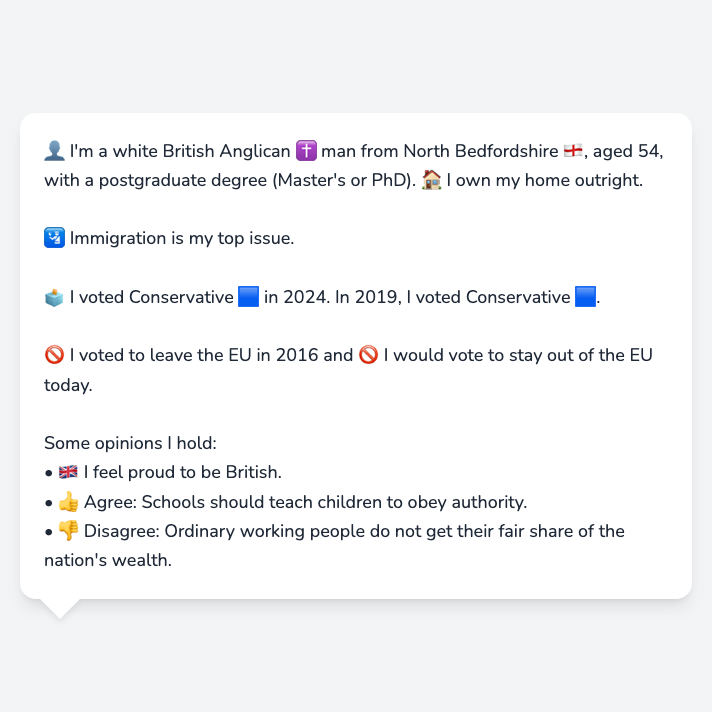 👤 I'm a white British Anglican ✝️ man from North Bedfordshire 🏴󠁧󠁢󠁥󠁮󠁧󠁿, aged 54,
with a postgraduate degree (Master's or PhD). 🏠 I own my home outright.
🛂 Immigration is my top issue.
🗳️ I voted Conservative 🟦 in 2024. In 2019, I voted Conservative 🟦.
🚫 I voted to leave the EU in 2016 and 🚫 I would vote to stay out of the EU
today.
Some opinions I hold:
• 🇬🇧 I feel proud to be British.
• 👍 Agree: Schools should teach children to obey authority.
• 👎 Disagree: Ordinary working people do not get their fair share of the
nation's wealth.